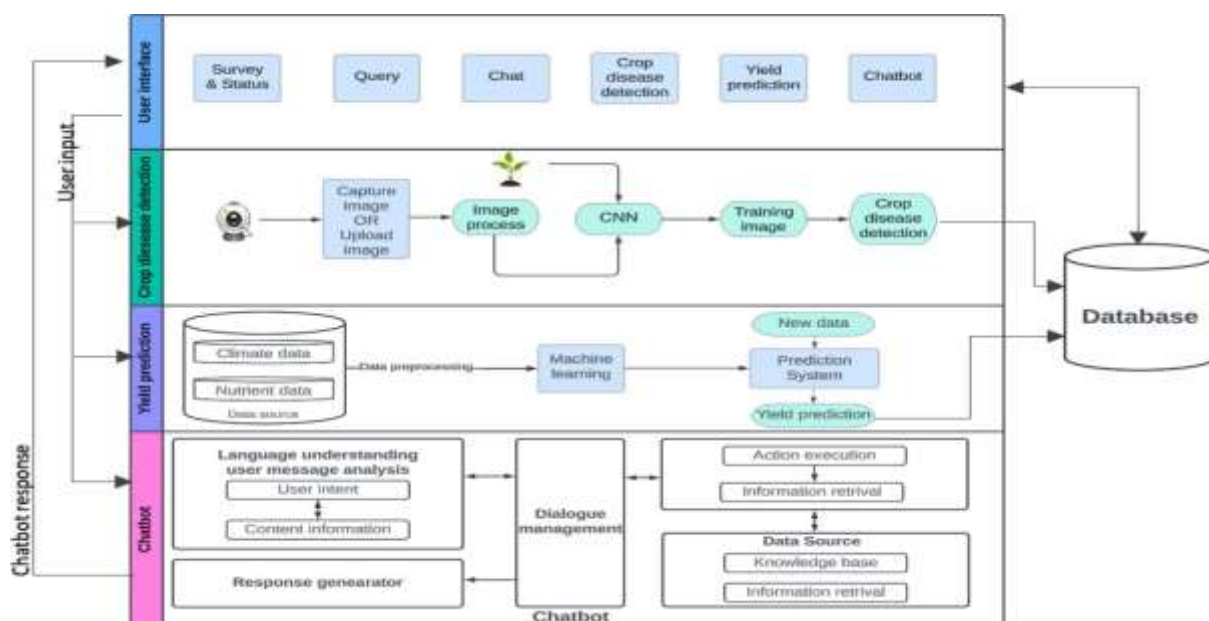 User interface
Survey
& Status
Query
Chat
Crop
disease
detection
Yield
prediction
Chatbot
User input
Crop diesease detection
Capture
image
OR
Upload
image
Image
process
CNN
Training
image
Crop
disease
detection
Database
Yield prediction
Climate data
Nutrient data
Data source
Data preprocessing
Machine
learning
New data
Prediction
System
Yield prediction
Chatbot response
Chatbot
Language understanding
user message analysis
User intent
Content information
Response genearator
Dialogue
management
Chatbot
Action execution
Information retrival
Data Source
Knowledge base
Information retrival